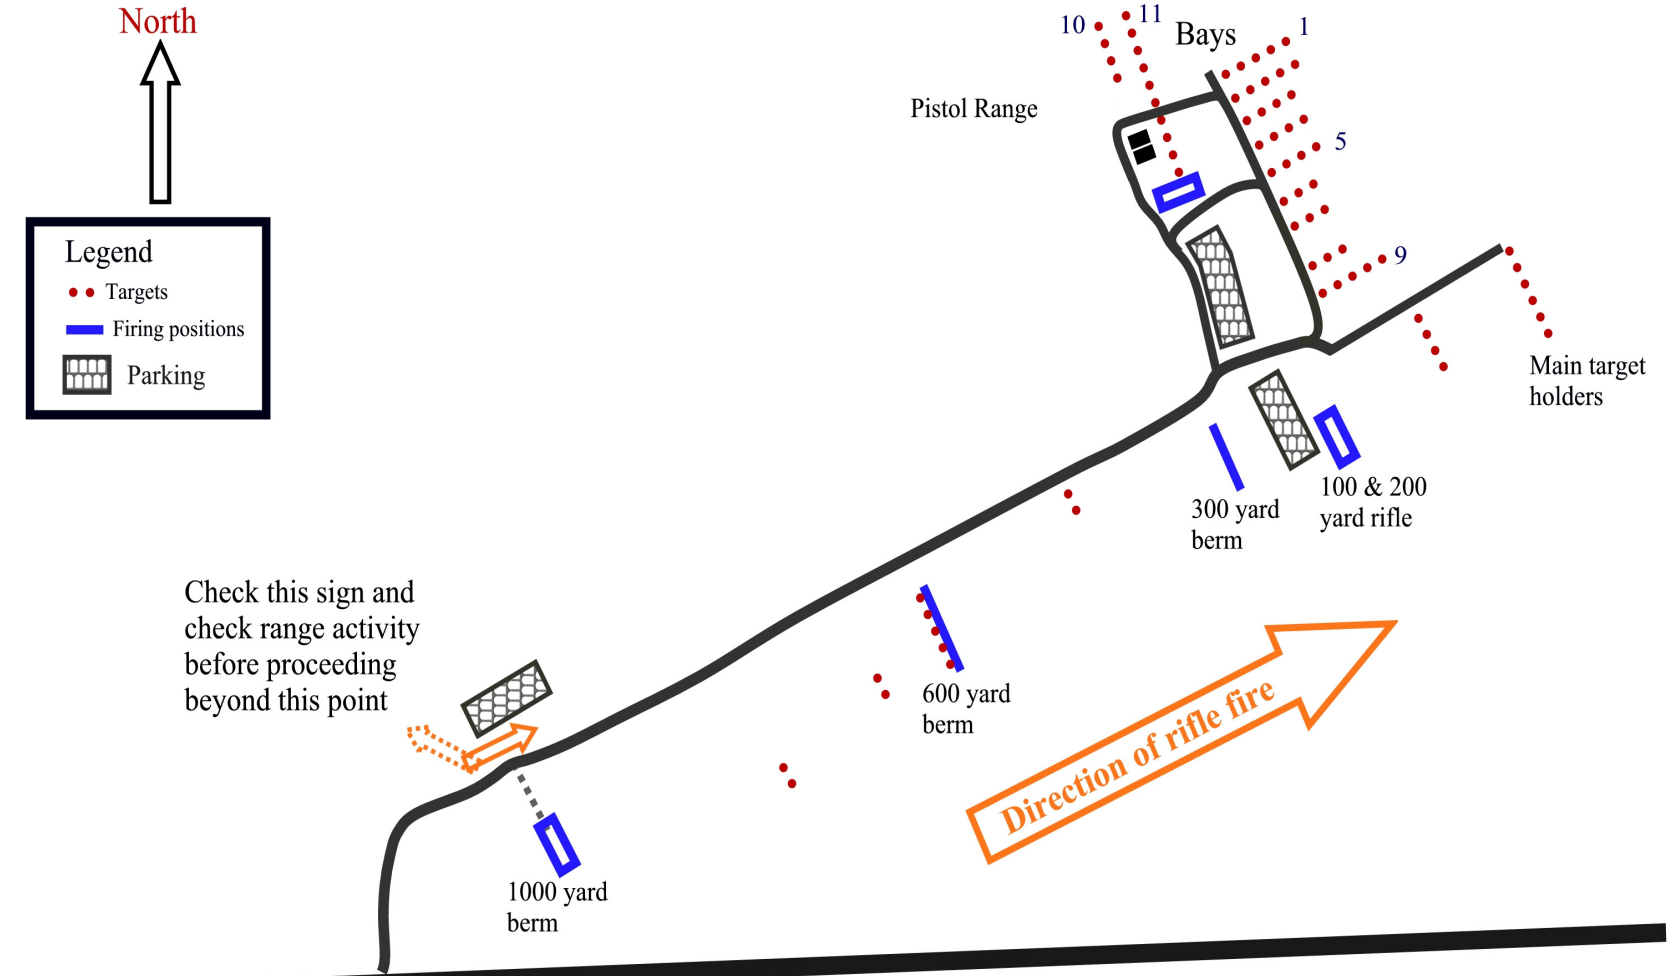 North
Legend
Targets
Firing positions
Parking
10
11
Bays
1
Pistol Range
5
9
Main target
holders
100 & 200
yard rifle
300 yard
berm
Check this sign and
check range activity
before proceeding
beyond this point
600 yard
berm
Direction of rifle fire
1000 yard
berm